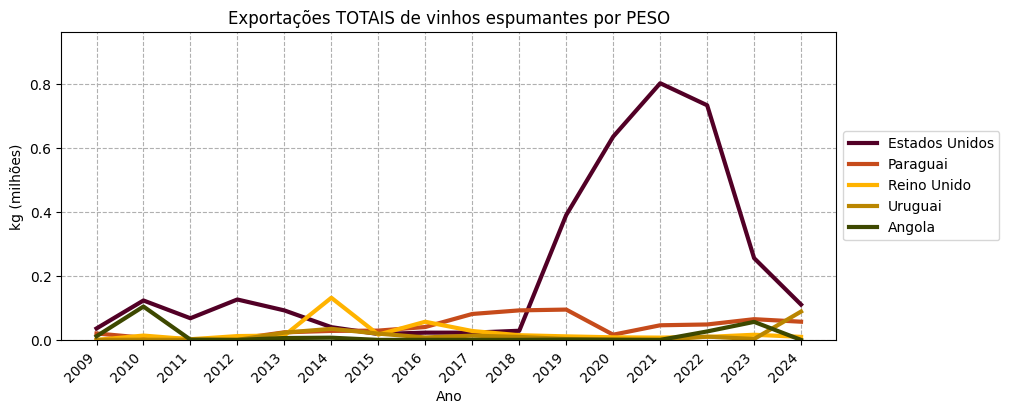 Exportações TOTAIS de vinhos espumantes por PESO
kg (milhões)
0.8
0.6
0.4
0.2
0.0
2009
2010
2011
2012
2013
2014
2015
2016
2017
2018
2019
2020
2021
2022
2023
2024
Ano
Estados Unidos
Paraguai
Reino Unido
Uruguai
Angola